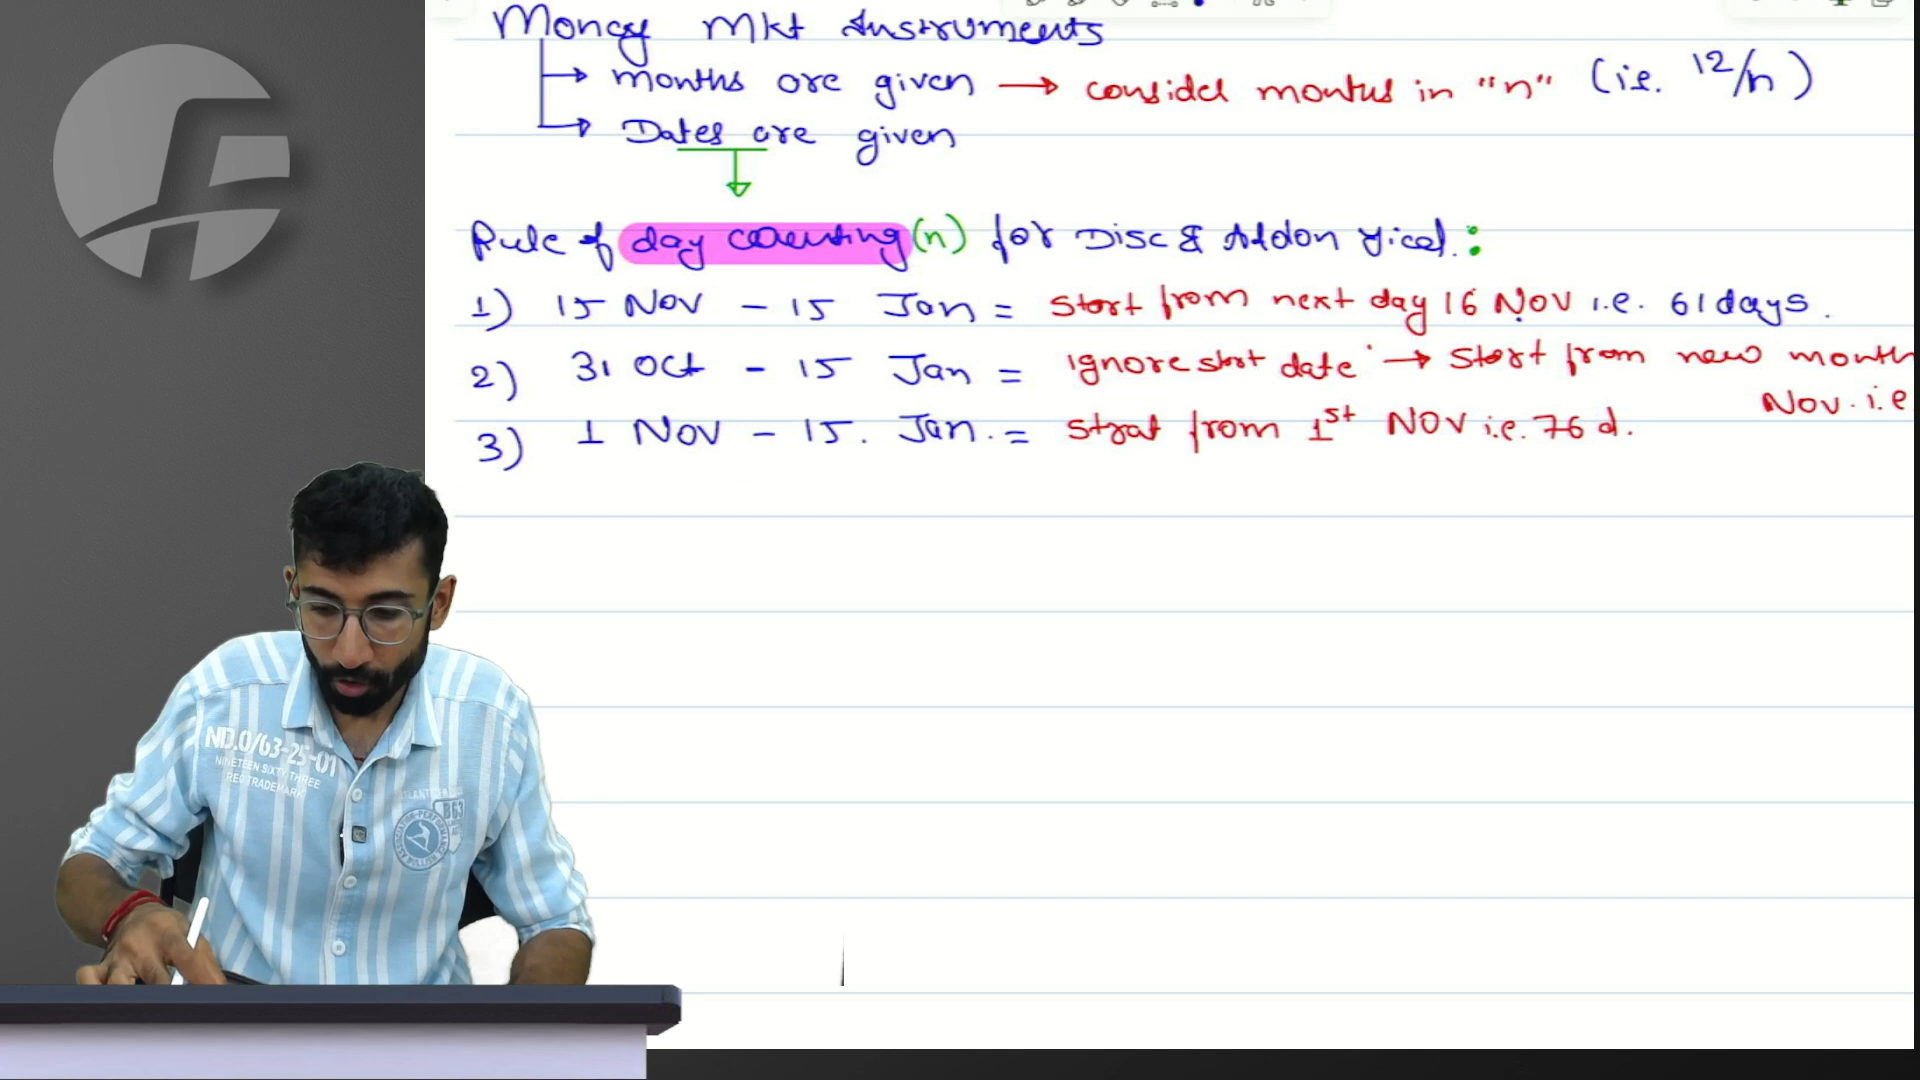 Money Mkt Instruments
→ months are given → consider months in "n" (i.e. 12/n)
→ Dates are given
Rule of day counting (n) for Disc & Addon Yield :
1) 15 Nov - 15 Jan = Start from next day 16 Nov i.e. 61 days.
2) 31 Oct - 15 Jan = ignore start date → Start from new month
Nov. i.e
3) 1 Nov - 15. Jan. = Strat from 1st Nov i.e. 76 d.
ND.0/63-25-01
NINETEEN SIXTY THREE
REG TRADEMARK
B63